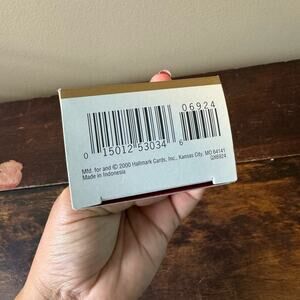 06924
0 15012 53034 6
Mfd. for and © 2000 Hallmark Cards, Inc., Kansas City, MO 64141
Made in Indonesia QX6924